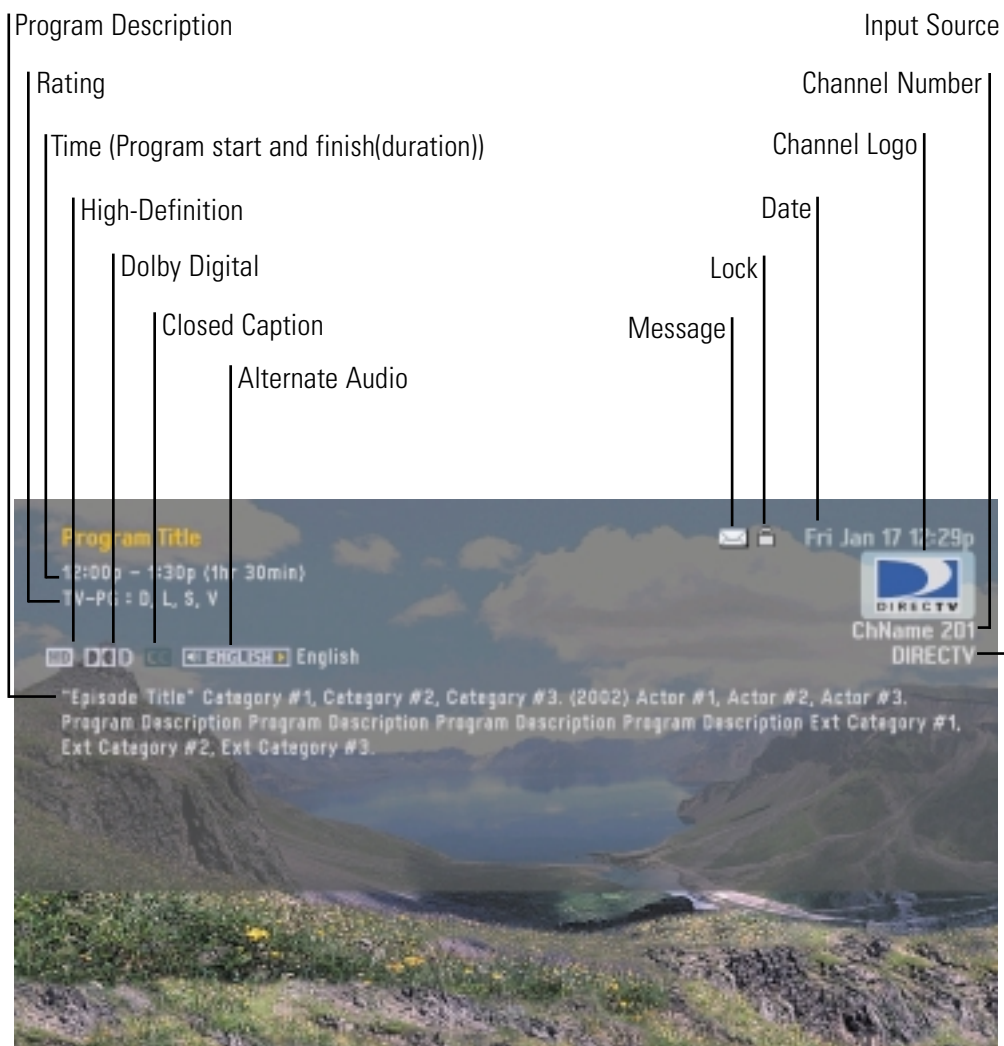 Program Description
Input Source
Rating
Channel Number
Time (Program start and finish(duration))
Channel Logo
High-Definition
Date
Dolby Digital
Lock
Closed Caption
Message
Alternate Audio
Program Title
Fri Jan 17 12:29p
12:00p - 1:30p (1hr 30min)
TV-PG : D, L, S, V
DIRECTV
ChName 201
HD DD CC ENGLISH English
DIRECTV
"Episode Title" Category #1, Category #2, Category #3. (2002) Actor #1, Actor #2, Actor #3.
Program Description Program Description Program Description Program Description Ext Category #1,
Ext Category #2, Ext Category #3.